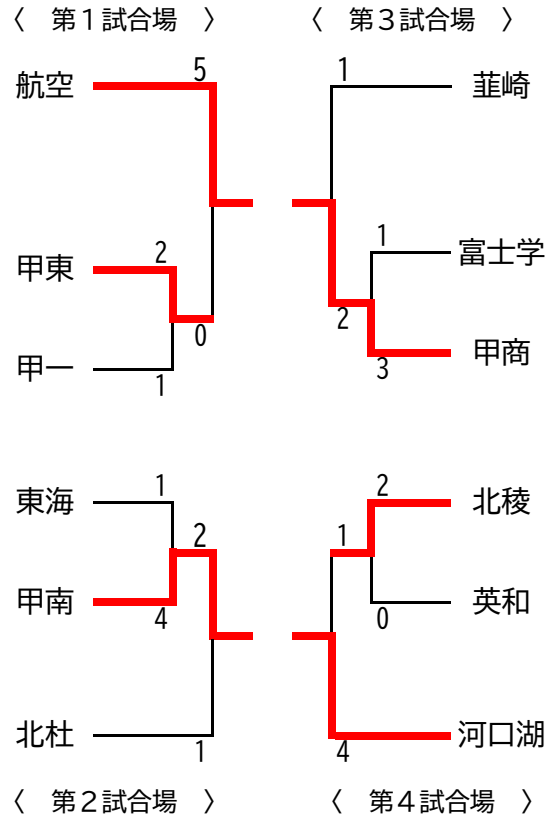 〈 第１試合場 〉
航空
5
甲東
2
0
甲一
1
〈 第３試合場 〉
1
韮崎
1
富士学
2
甲商
3
東海
1
2
甲南
4
北杜
1
〈 第２試合場 〉
2
北稜
1
英和
0
河口湖
4
〈 第４試合場 〉